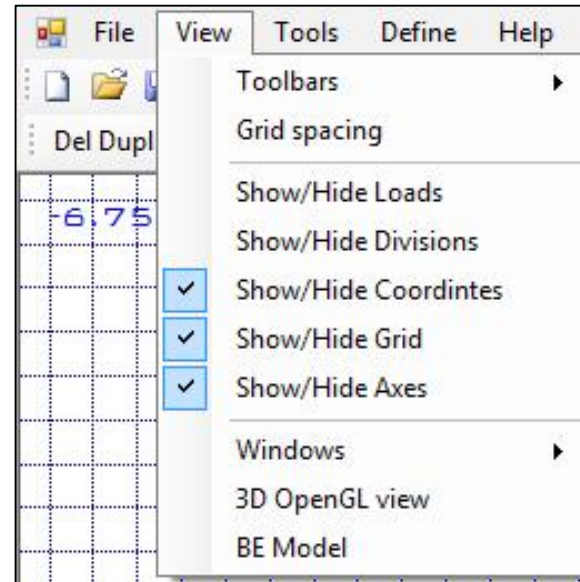 File View Tools Define Help
Toolbars
Grid spacing
Del Dupl
Show/Hide Loads
-6.75
Show/Hide Divisions
Show/Hide Coordintes
Show/Hide Grid
Show/Hide Axes
Windows
3D OpenGL view
BE Model